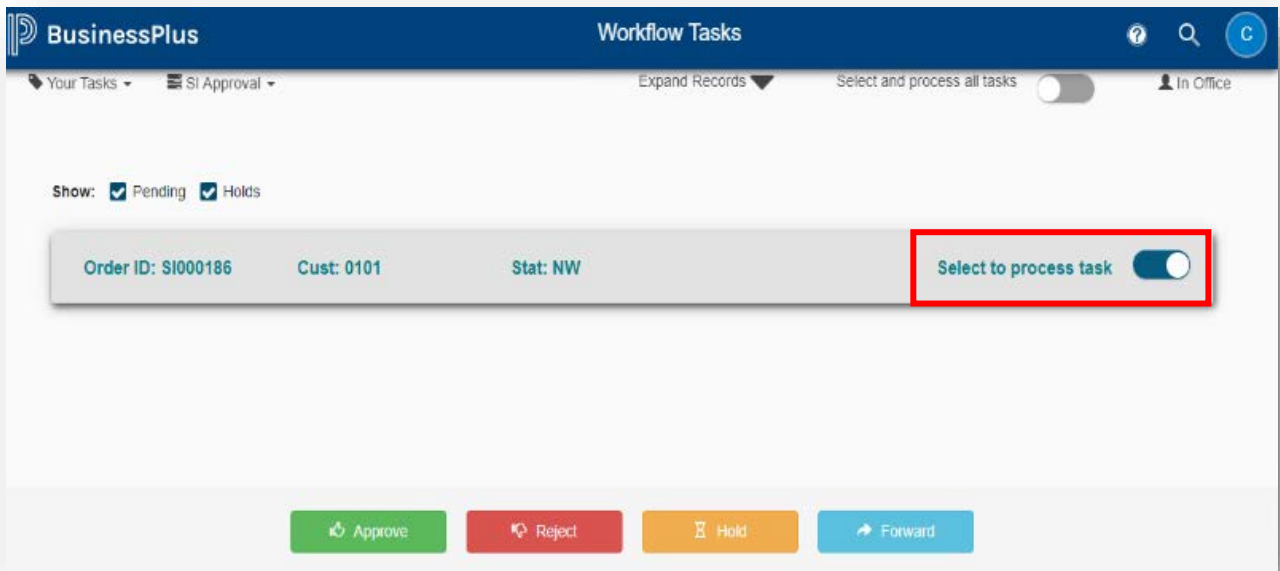 BusinessPlus Workflow Tasks ? C
Your Tasks SI Approval Expand Records Select and process all tasks In Office
Show: Pending Holds
Order ID: SI000186 Cust: 0101 Stat: NW Select to process task
Approve Reject Hold Forward